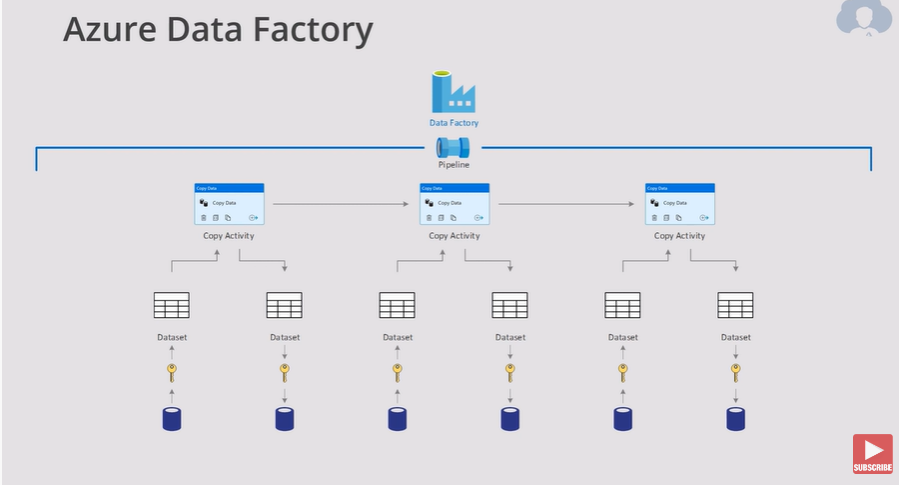 Azure Data Factory
Data Factory
Pipeline
Copy Data
Copy Data
Copy Data
Copy Data
Copy Data
Copy Data
Copy Activity
Copy Activity
Copy Activity
Dataset
Dataset
Dataset
Dataset
Dataset
Dataset
SUBSCRIBE